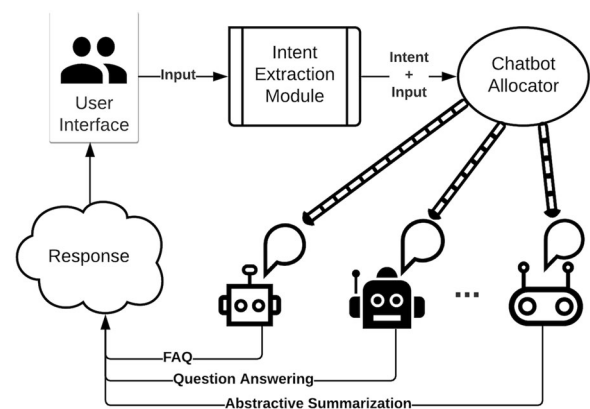 User
Interface
Input
Intent
Extraction
Module
Intent
+
Input
Chatbot
Allocator
Response
...
FAQ
Question Answering
Abstractive Summarization